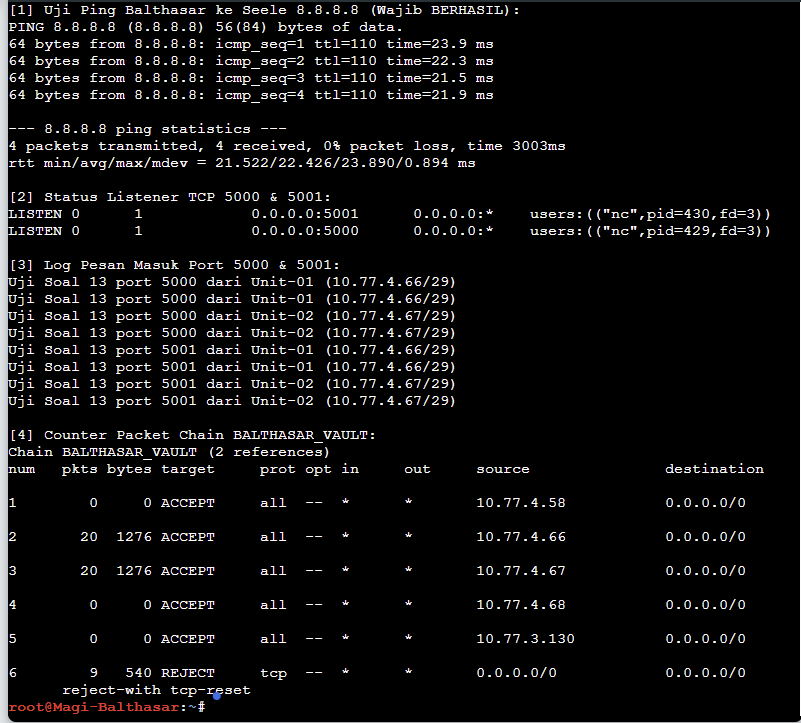 [1] Uji Ping Balthasar ke Seele 8.8.8.8 (Wajib BERHASIL):
PING 8.8.8.8 (8.8.8.8) 56(84) bytes of data.
64 bytes from 8.8.8.8: icmp_seq=1 ttl=110 time=23.9 ms
64 bytes from 8.8.8.8: icmp_seq=2 ttl=110 time=22.3 ms
64 bytes from 8.8.8.8: icmp_seq=3 ttl=110 time=21.5 ms
64 bytes from 8.8.8.8: icmp_seq=4 ttl=110 time=21.9 ms
--- 8.8.8.8 ping statistics ---
4 packets transmitted, 4 received, 0% packet loss, time 3003ms
rtt min/avg/max/mdev = 21.522/22.426/23.890/0.894 ms
[2] Status Listener TCP 5000 & 5001:
LISTEN 0      1            0.0.0.0:5001      0.0.0.0:*    users:(("nc",pid=430,fd=3))
LISTEN 0      1            0.0.0.0:5000      0.0.0.0:*    users:(("nc",pid=429,fd=3))
[3] Log Pesan Masuk Port 5000 & 5001:
Uji Soal 13 port 5000 dari Unit-01 (10.77.4.66/29)
Uji Soal 13 port 5000 dari Unit-01 (10.77.4.66/29)
Uji Soal 13 port 5000 dari Unit-02 (10.77.4.67/29)
Uji Soal 13 port 5000 dari Unit-02 (10.77.4.67/29)
Uji Soal 13 port 5001 dari Unit-01 (10.77.4.66/29)
Uji Soal 13 port 5001 dari Unit-01 (10.77.4.66/29)
Uji Soal 13 port 5001 dari Unit-02 (10.77.4.67/29)
Uji Soal 13 port 5001 dari Unit-02 (10.77.4.67/29)
[4] Counter Packet Chain BALTHASAR_VAULT:
Chain BALTHASAR_VAULT (2 references)
num   pkts bytes target     prot opt in     out     source               destination
1        0     0 ACCEPT     all  --  *      *       10.77.4.58           0.0.0.0/0
2       20  1276 ACCEPT     all  --  *      *       10.77.4.66           0.0.0.0/0
3       20  1276 ACCEPT     all  --  *      *       10.77.4.67           0.0.0.0/0
4        0     0 ACCEPT     all  --  *      *       10.77.4.68           0.0.0.0/0
5        0     0 ACCEPT     all  --  *      *       10.77.3.130          0.0.0.0/0
6        9   540 REJECT     tcp  --  *      *       0.0.0.0/0            0.0.0.0/0
reject-with tcp-reset
root@Magi-Balthasar:~#